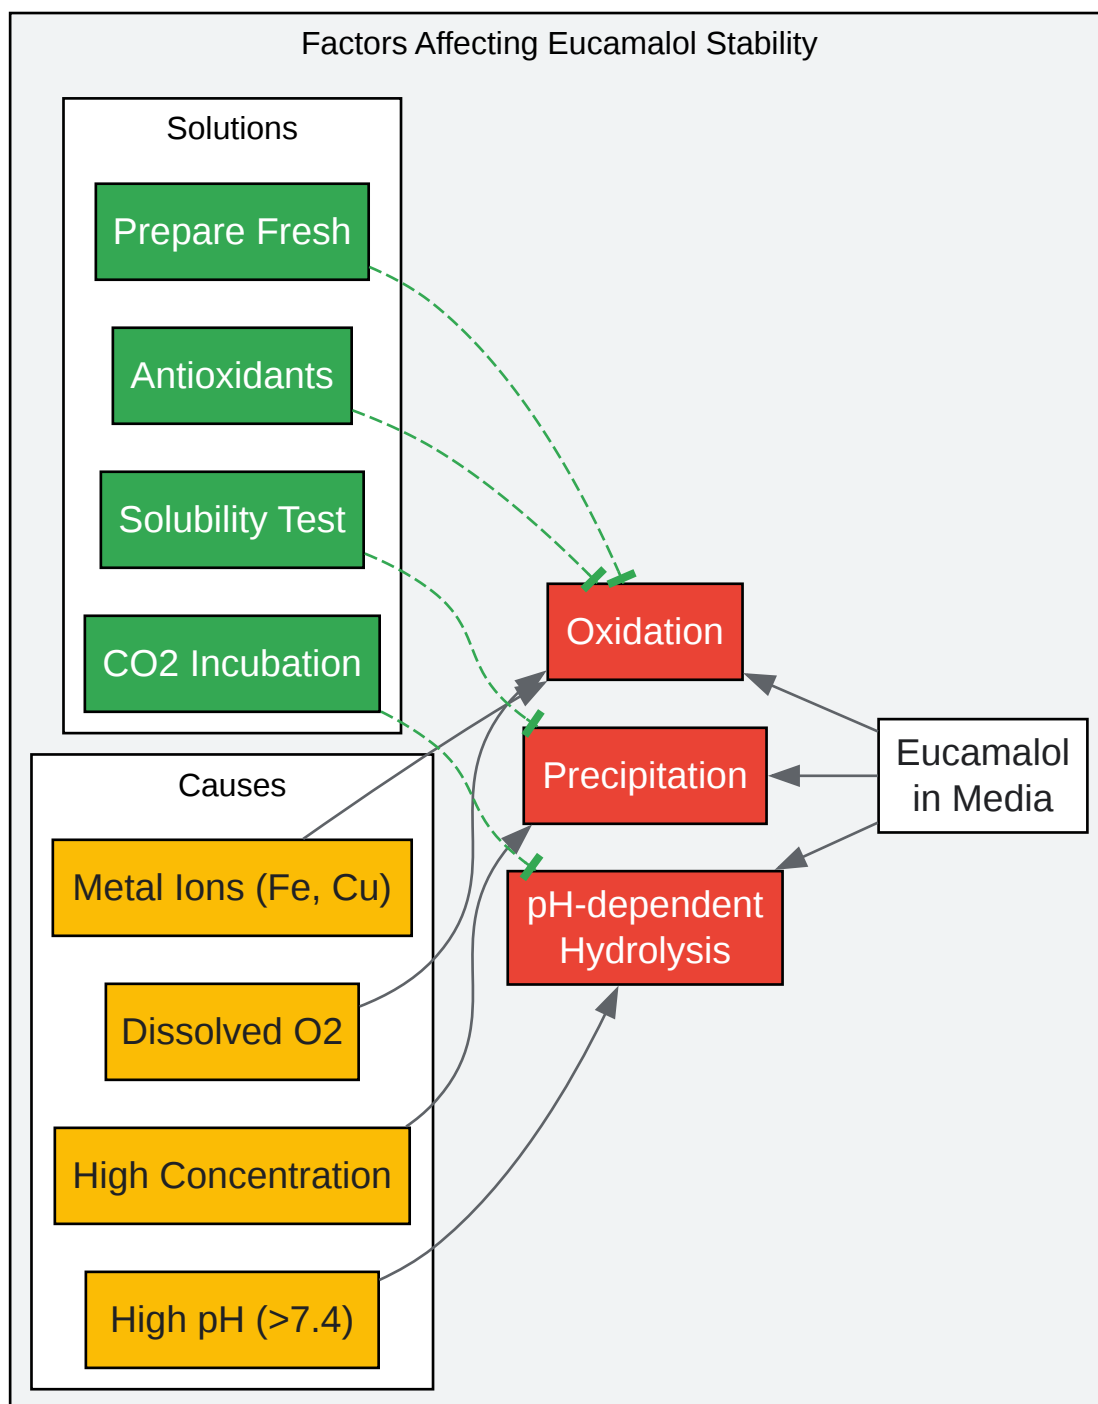 Factors Affecting Eucamalol Stability
Solutions
Prepare Fresh
Antioxidants
Solubility Test
CO2 Incubation
Oxidation
Precipitation
pH-dependent
Hydrolysis
Eucamalol
in Media
Causes
Metal Ions (Fe, Cu)
Dissolved O2
High Concentration
High pH (>7.4)